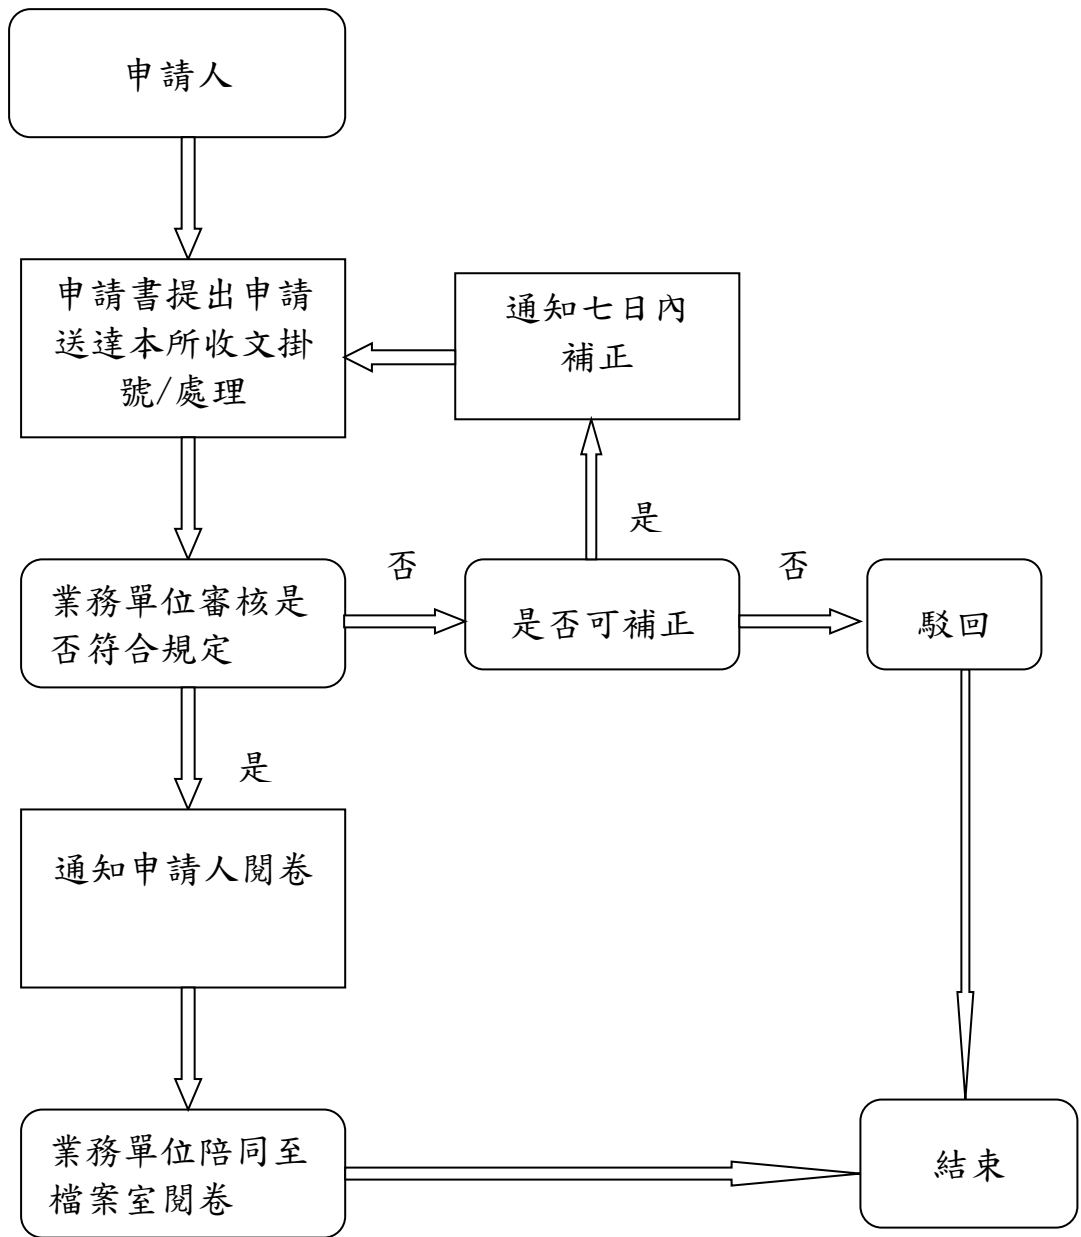 申請人
申請書提出申請
送達本所收文掛
號/處理
通知七日內
補正
是
否
否
業務單位審核是
否符合規定
是否可補正
駁回
是
通知申請人閱卷
業務單位陪同至
檔案室閱卷
結束